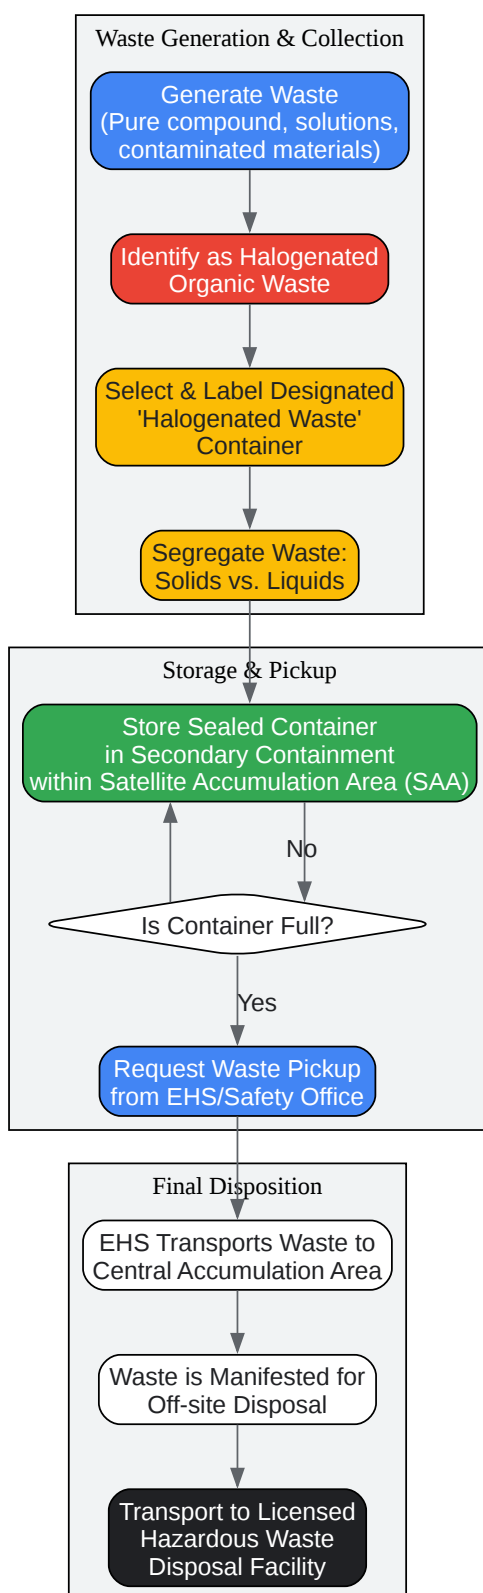 Waste Generation & Collection
Generate Waste
(Pure compound, solutions,
contaminated materials)
Identify as Halogenated
Organic Waste
Select & Label Designated
'Halogenated Waste'
Container
Segregate Waste:
Solids vs. Liquids
Storage & Pickup
Store Sealed Container
in Secondary Containment
within Satellite Accumulation Area (SAA)
No
Is Container Full?
Yes
Request Waste Pickup
from EHS/Safety Office
Final Disposition
EHS Transports Waste to
Central Accumulation Area
Waste is Manifested for
Off-site Disposal
Transport to Licensed
Hazardous Waste
Disposal Facility